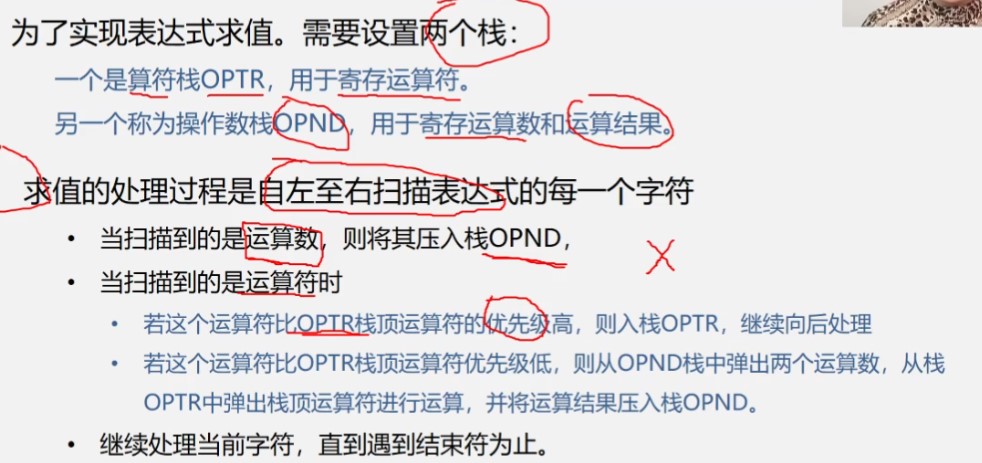 为了实现表达式求值。需要设置两个栈：
一个是算符栈OPTR，用于寄存运算符。
另一个称为操作数栈OPND，用于寄存运算数和运算结果。
求值的处理过程是自左至右扫描表达式的每一个字符
• 当扫描到的是运算数，则将其压入栈OPND，
• 当扫描到的是运算符时
• 若这个运算符比OPTR栈顶运算符的优先级高，则入栈OPTR，继续向后处理
• 若这个运算符比OPTR栈顶运算符优先级低，则从OPND栈中弹出两个运算数，从栈
OPTR中弹出栈顶运算符进行运算，并将运算结果压入栈OPND。
• 继续处理当前字符，直到遇到结束符为止。